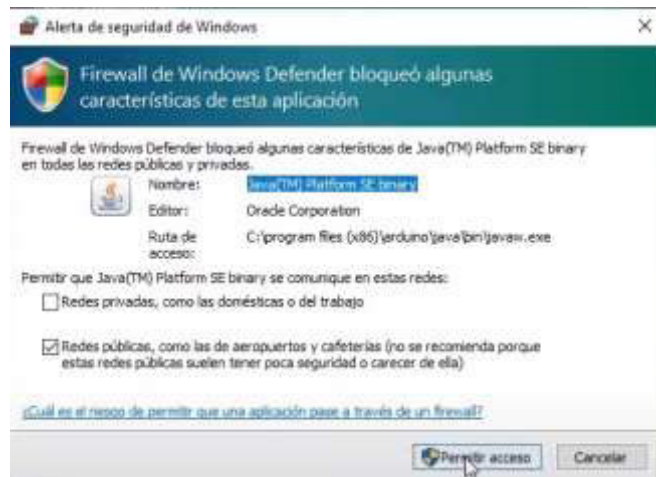 Alerta de seguridad de Windows
Firewall de Windows Defender bloqueó algunas
características de esta aplicación
Firewall de Windows Defender bloqueó algunas características de Java(TM) Platform SE binary
en todas las redes públicas y privadas.
Nombre: Java(TM) Platform SE binary
Editor: Oracle Corporation
Ruta de C:\program files (x86)\arduino\java\bin\javaw.exe
acceso:
Permitir que Java(TM) Platform SE binary se comunique en estas redes:
Redes privadas, como las domésticas o del trabajo
Redes públicas, como las de aeropuertos y cafeterías (no se recomienda porque
estas redes públicas suelen tener poca seguridad o carecer de ella)
¿Cuál es el riesgo de permitir que una aplicación pase a través de un firewall?
Permitir acceso Cancelar